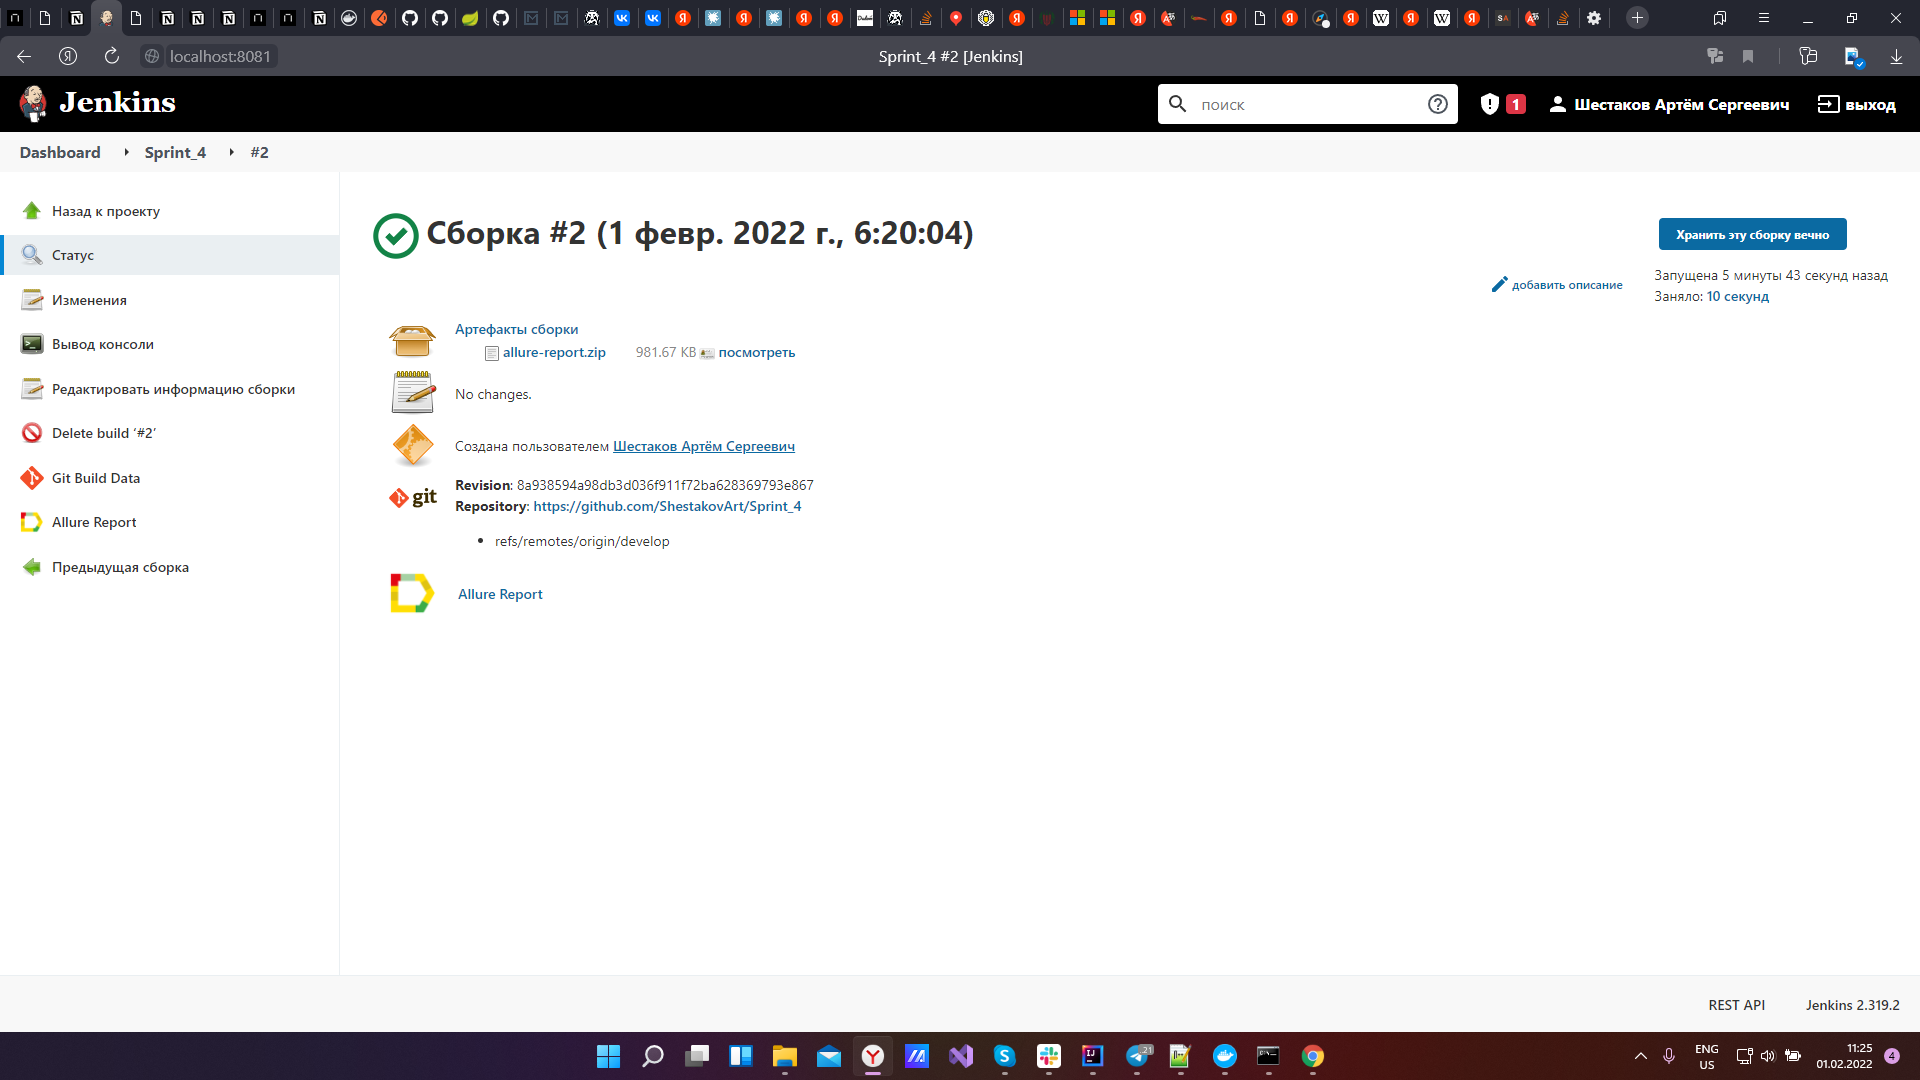 localhost:8081
Sprint_4 #2 [Jenkins]
Jenkins
поиск
1
Шестаков Артём Сергеевич
выход
Dashboard
Sprint_4
#2
Назад к проекту
Статус
Изменения
Вывод консоли
Редактировать информацию сборки
Delete build ‘#2’
Git Build Data
Allure Report
Предыдущая сборка
Сборка #2 (1 февр. 2022 г., 6:20:04)
Хранить эту сборку вечно
добавить описание
Запущена 5 минуты 43 секунд назад
Заняло: 10 секунд
Артефакты сборки
allure-report.zip 981.67 KB посмотреть
No changes.
Создана пользователем Шестаков Артём Сергеевич
git
Revision: 8a938594a98db3d036f911f72ba628369793e867
Repository: https://github.com/ShestakovArt/Sprint_4
refs/remotes/origin/develop
Allure Report
REST API
Jenkins 2.319.2
21
ENG
US
11:25
01.02.2022
4